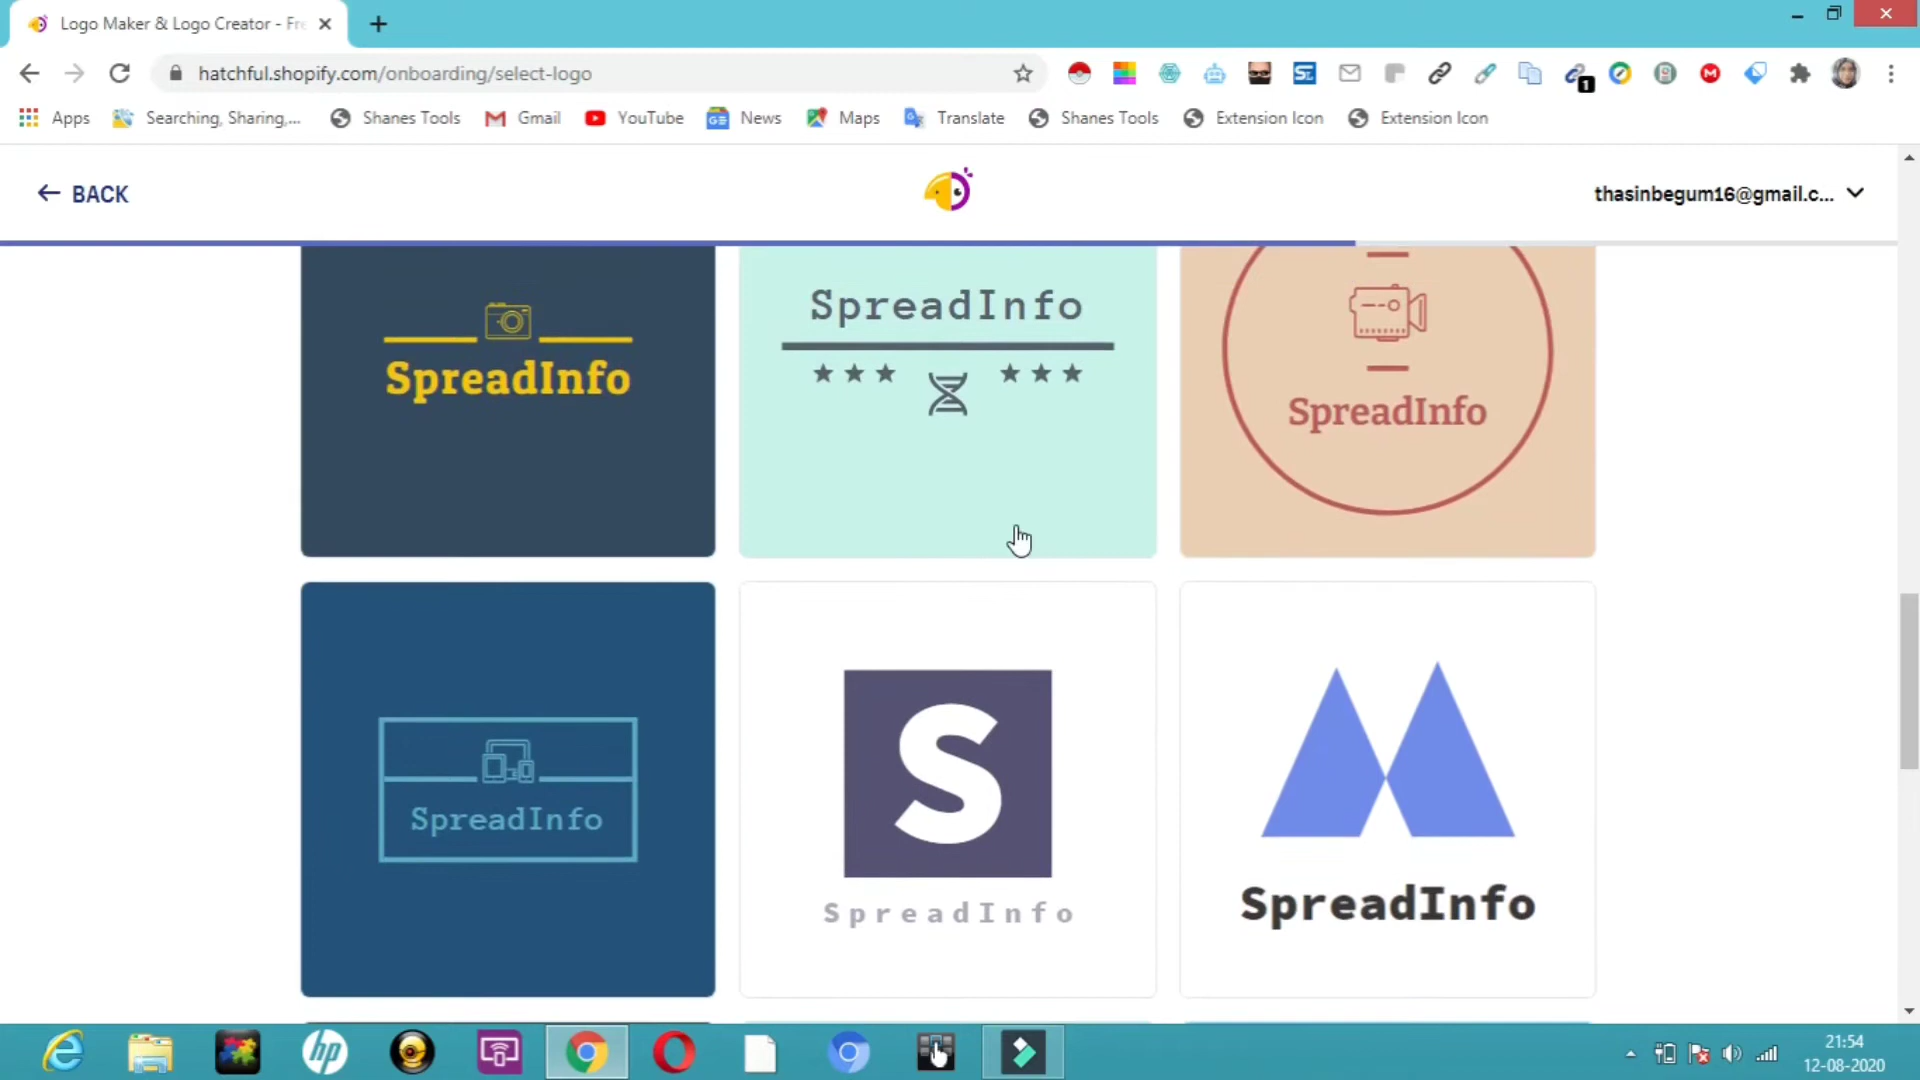 Logo Maker & Logo Creator - Fre
hatchful.shopify.com/onboarding/select-logo
1
Apps
Searching, Sharing,...
Shanes Tools
Gmail
YouTube
News
Maps
Translate
Shanes Tools
Extension Icon
Extension Icon
BACK
thasinbegum16@gmail.c...
SpreadInfo
SpreadInfo
SpreadInfo
SpreadInfo
S
SpreadInfo
SpreadInfo
hp
21:54
12-08-2020